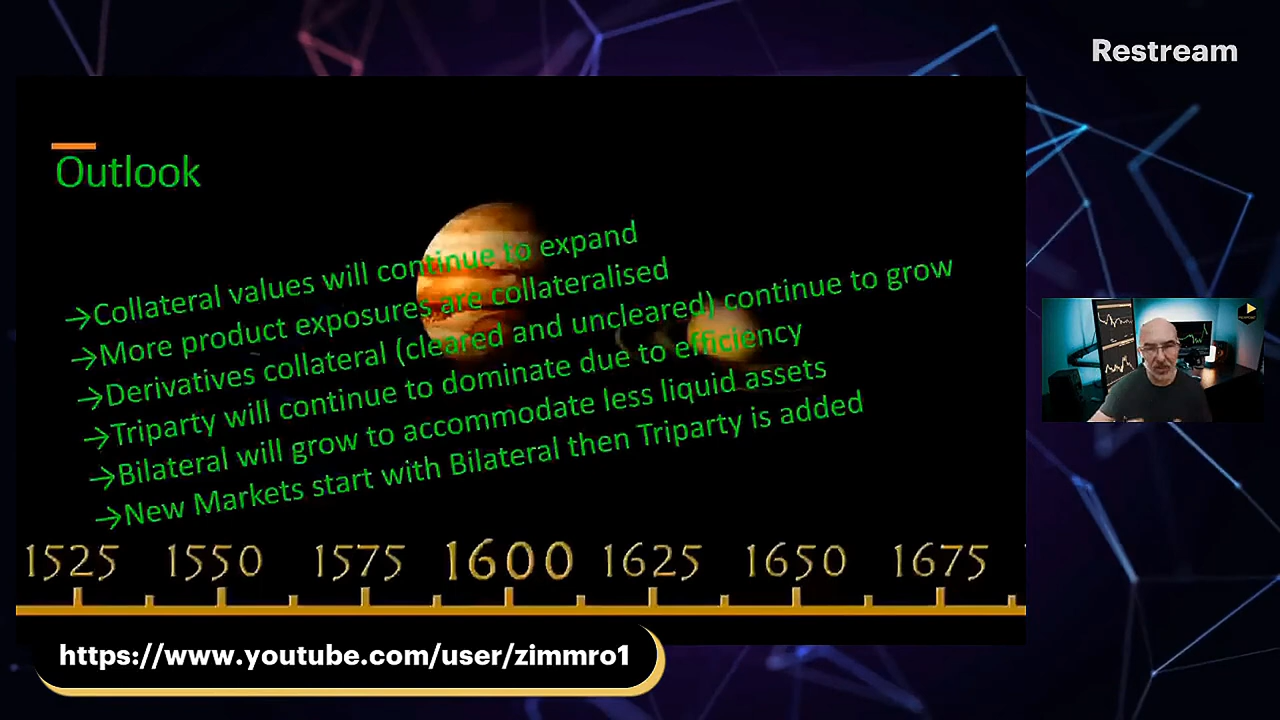 Restream
Outlook
→Collateral values will continue to expand
→More product exposures are collateralised
→Derivatives collateral (cleared and uncleared) continue to grow
→Triparty will continue to dominate due to efficiency
→Bilateral will grow to accommodate less liquid assets
→New Markets start with Bilateral then Triparty is added
1525 1550 1575 1600 1625 1650 1675
https://www.youtube.com/user/zimmro1